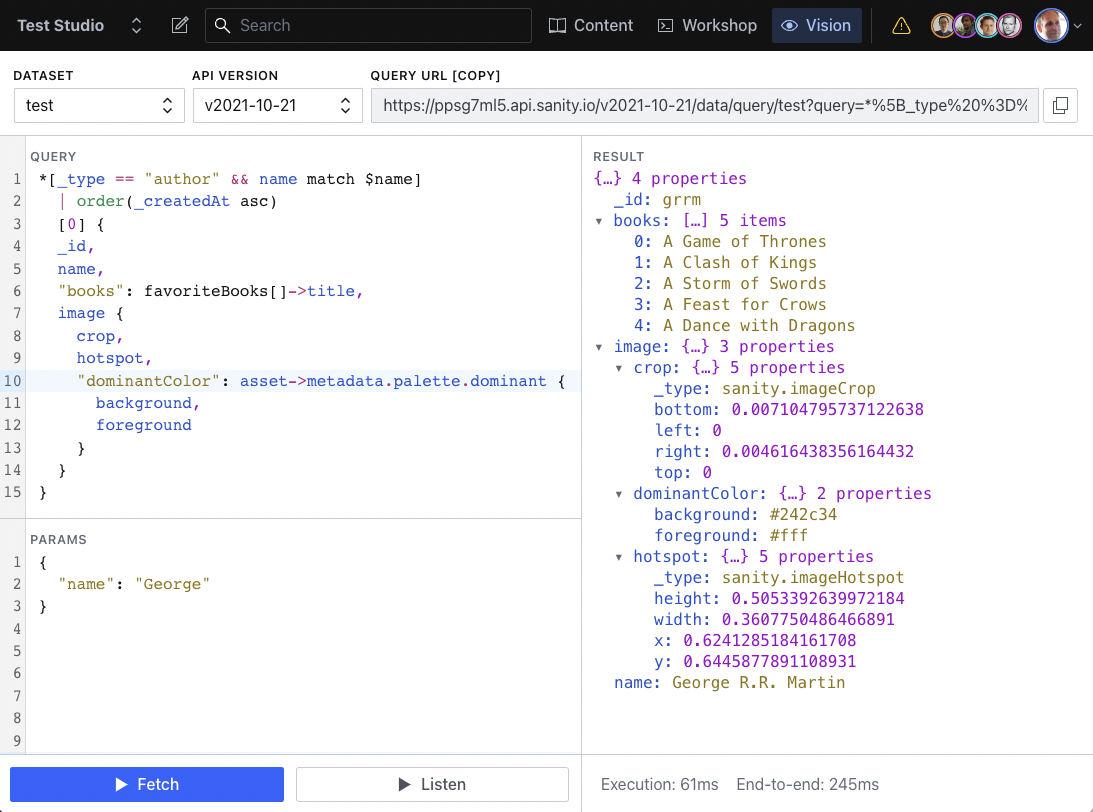 Test Studio
Search
Content
Workshop
Vision
DATASET
API VERSION
QUERY URL [COPY]
test
v2021-10-21
https://ppsg7ml5.api.sanity.io/v2021-10-21/data/query/test?query=*%5B_type%20%3D%
QUERY
1 *[_type == "author" && name match $name]
2   | order(_createdAt asc)
3   [0] {
4   _id,
5   name,
6   "books": favoriteBooks[]->title,
7   image {
8     crop,
9     hotspot,
10     "dominantColor": asset->metadata.palette.dominant {
11       background,
12       foreground
13     }
14   }
15 }
PARAMS
1 {
2   "name": "George"
3 }
4
5
6
7
8
9
Fetch
Listen
RESULT
{…} 4 properties
_id: grrm
▼ books: […] 5 items
0: A Game of Thrones
1: A Clash of Kings
2: A Storm of Swords
3: A Feast for Crows
4: A Dance with Dragons
▼ image: {…} 3 properties
▼ crop: {…} 5 properties
_type: sanity.imageCrop
bottom: 0.007104795737122638
left: 0
right: 0.004616438356164432
top: 0
▼ dominantColor: {…} 2 properties
background: #242c34
foreground: #fff
▼ hotspot: {…} 5 properties
_type: sanity.imageHotspot
height: 0.5053392639972184
width: 0.3607750486466891
x: 0.6241285184161708
y: 0.6445877891108931
name: George R.R. Martin
Execution: 61ms
End-to-end: 245ms